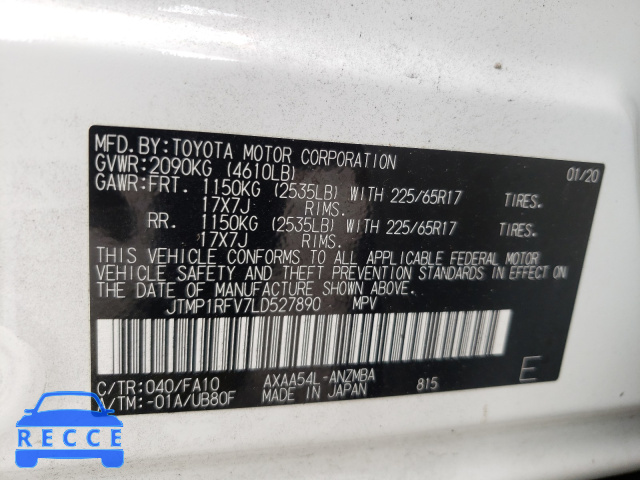 MFD.BY:TOYOTA MOTOR CORPORATION 01/20
GVWR:2090KG (4610LB)
GAWR:FRT. 1150KG (2535LB) WITH 225/65R17 TIRES.
17X7J RIMS.
RR. 1150KG (2535LB) WITH 225/65R17 TIRES.
17X7J RIMS.
THIS VEHICLE CONFORMS TO ALL APPLICABLE FEDERAL MOTOR
VEHICLE SAFETY AND THEFT PREVENTION STANDARDS IN EFFECT ON
THE DATE OF MANUFACTURE SHOWN ABOVE.
JTMP1RFV7LD527890 MPV
C/TR:040/FA10 AXAA54L-ANZMBA
A/TM:-01A/UB80F MADE IN JAPAN 815 E
RECCE